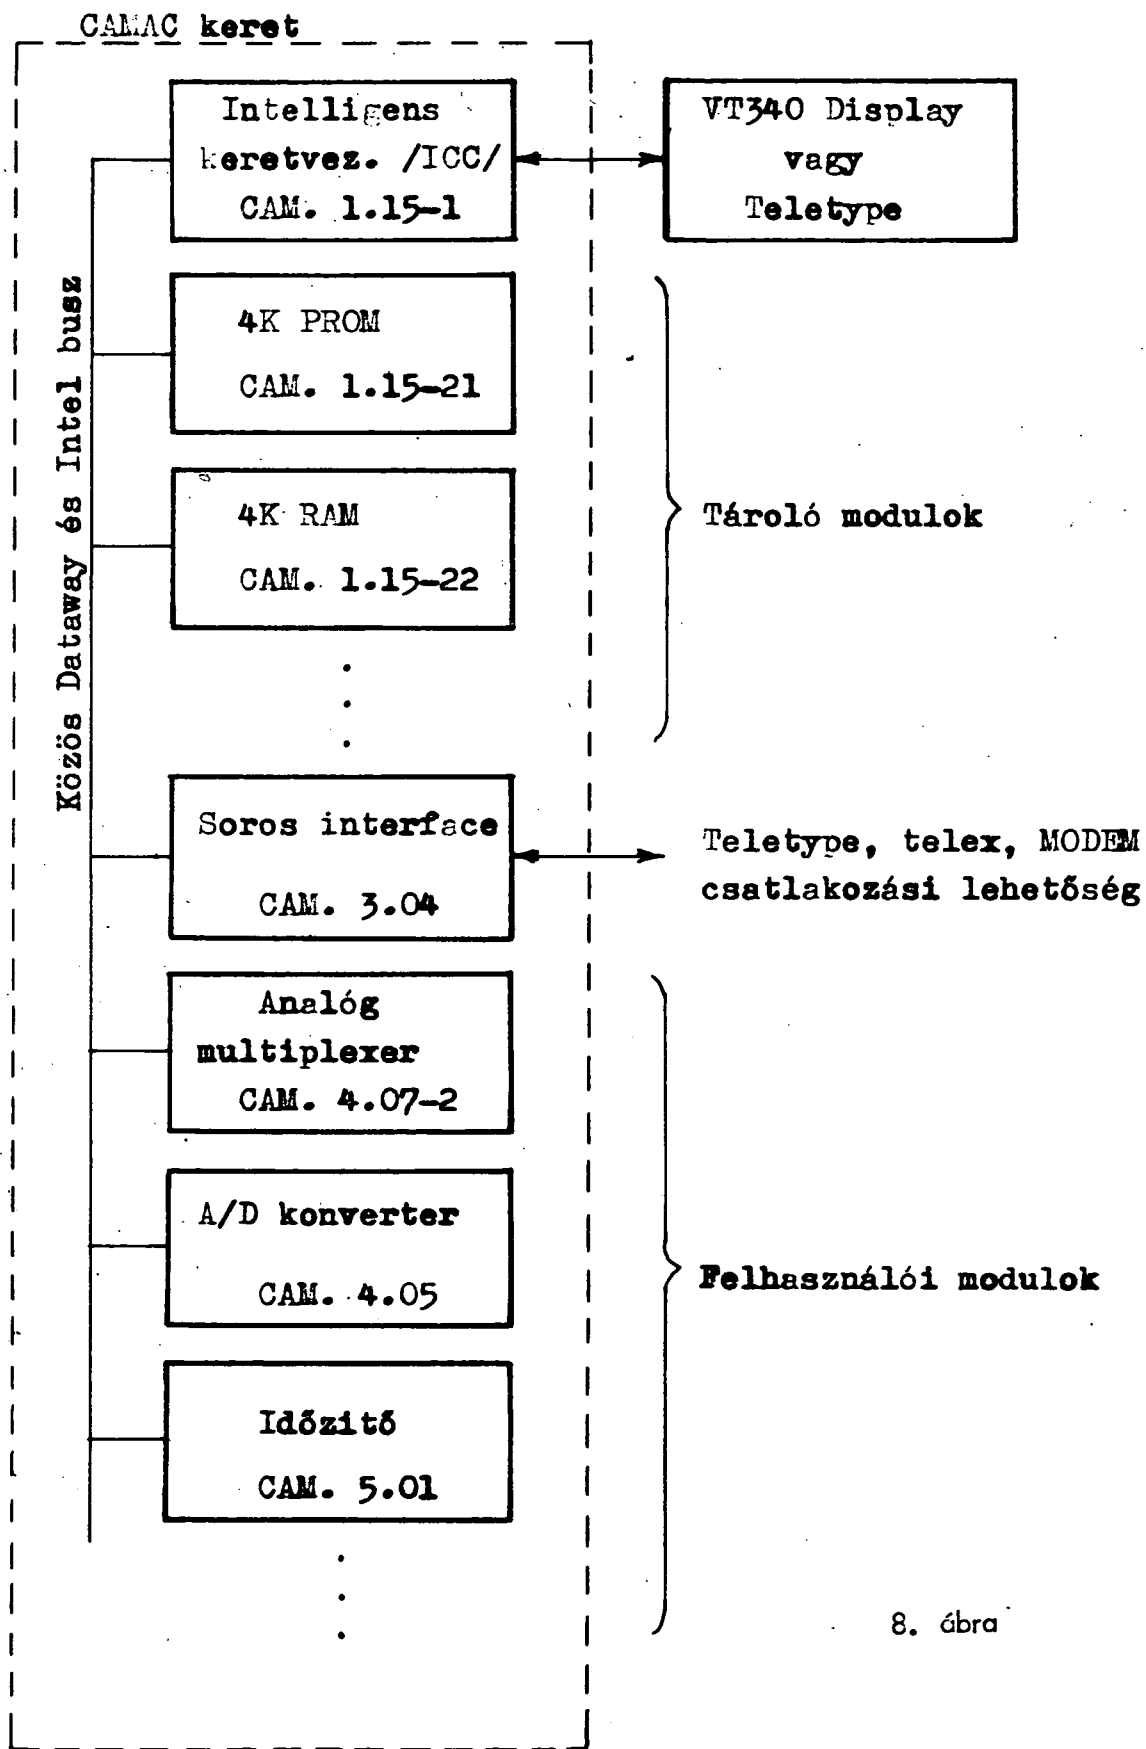 CAMAC keret
Intelligens
keretvez. /ICC/
CAM. 1.15-1
VT340 Display
vagy
Teletype
Közös Dataway és Intel busz
4K PROM
CAM. 1.15-21
4K RAM
CAM. 1.15-22
Tároló modulok
Soros interface
CAM. 3.04
Teletype, telex, MODEM
csatlakozási lehetőség
Analóg
multiplexer
CAM. 4.07-2
A/D konverter
CAM. 4.05
Felhasználói modulok
Időzitő
CAM. 5.01
8. ábra